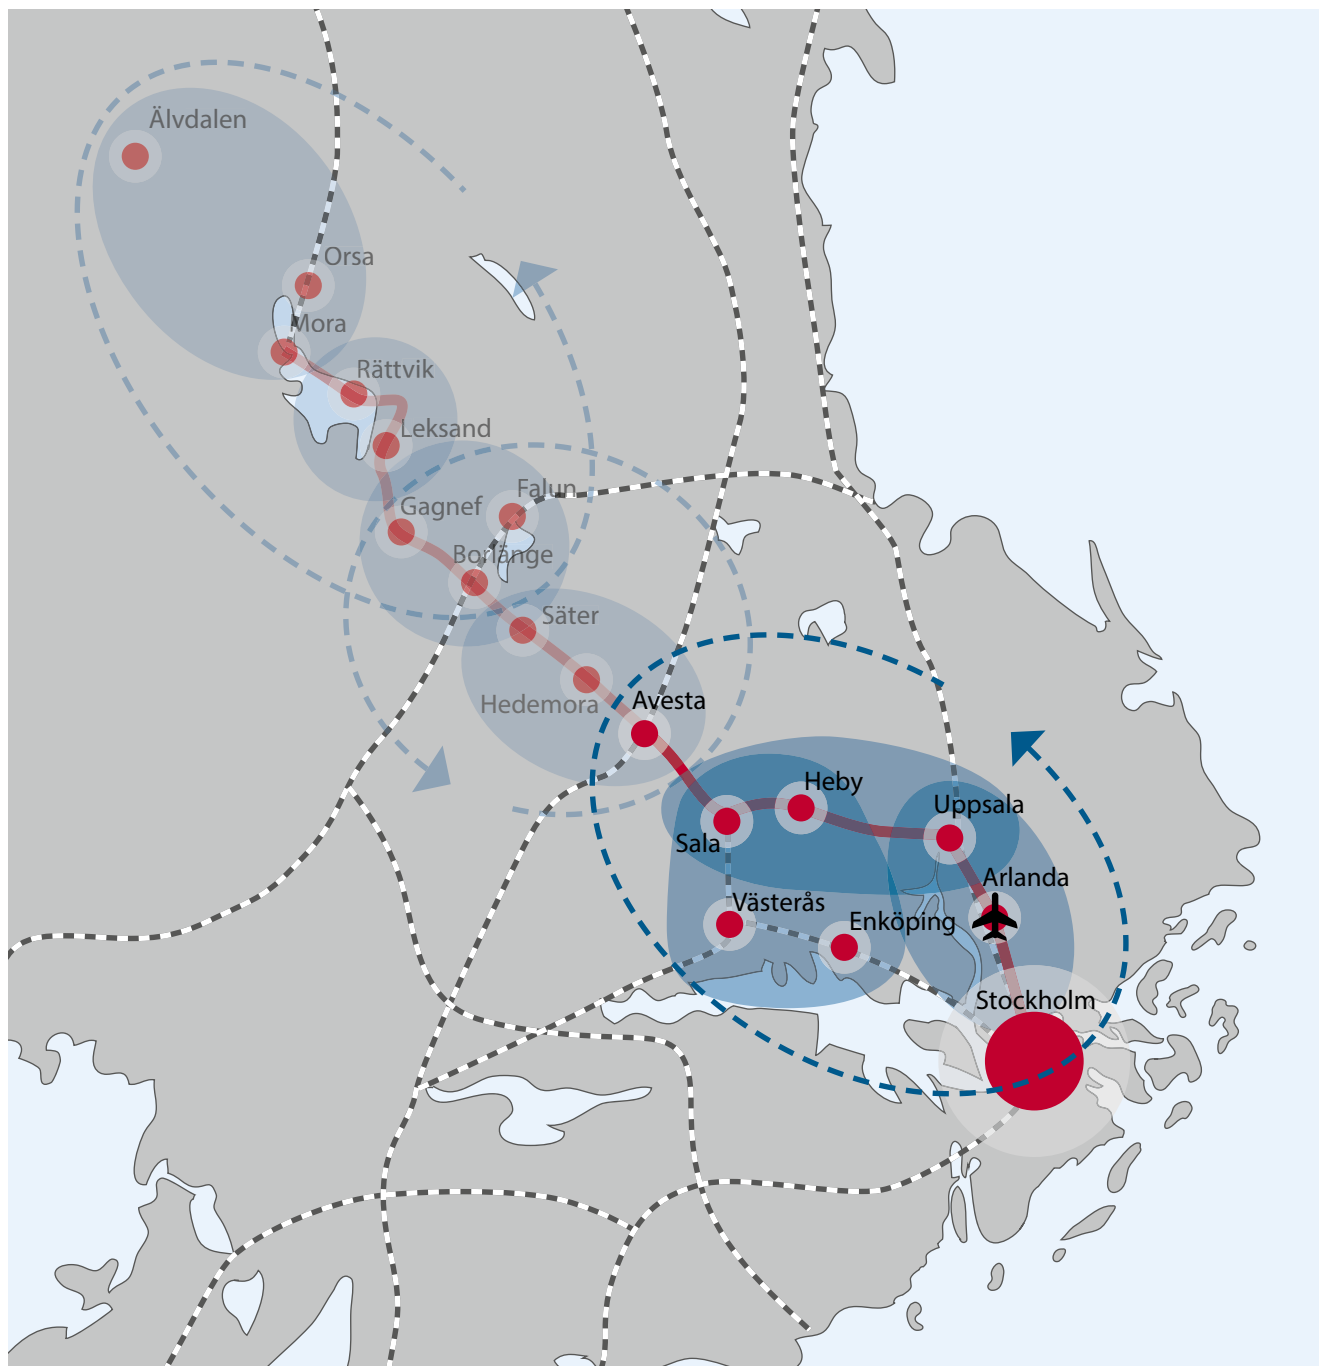 Älvdalen
Orsa
Mora
Rättvik
Leksand
Falun
Gagnef
Borlänge
Säter
Hedemora
Avesta
Heby
Uppsala
Sala
Arlanda
Västerås
Enköping
Stockholm